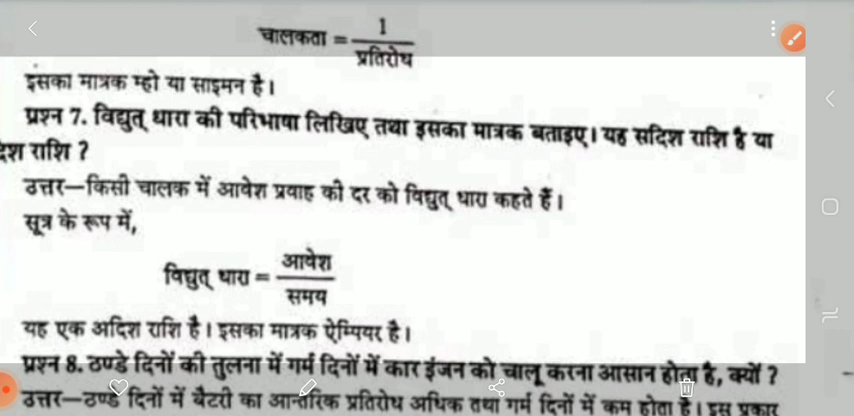 चालकता = 1/प्रतिरोध
इसका मात्रक म्हो या साइमन है।
प्रश्न 7. विद्युत् धारा की परिभाषा लिखिए तथा इसका मात्रक बताइए। यह सदिश राशि है या
देश राशि ?
उत्तर—किसी चालक में आवेश प्रवाह की दर को विद्युत् धारा कहते हैं।
सूत्र के रूप में,
विद्युत् धारा = आवेश/समय
यह एक अदिश राशि है। इसका मात्रक ऐम्पियर है।
प्रश्न 8. ठण्डे दिनों की तुलना में गर्म दिनों में कार इंजन को चालू करना आसान होता है, क्यों ?
उत्तर—ठण्डे दिनों में बैटरी का आन्तरिक प्रतिरोध अधिक तथा गर्म दिनों में कम होता है। इस प्रकार